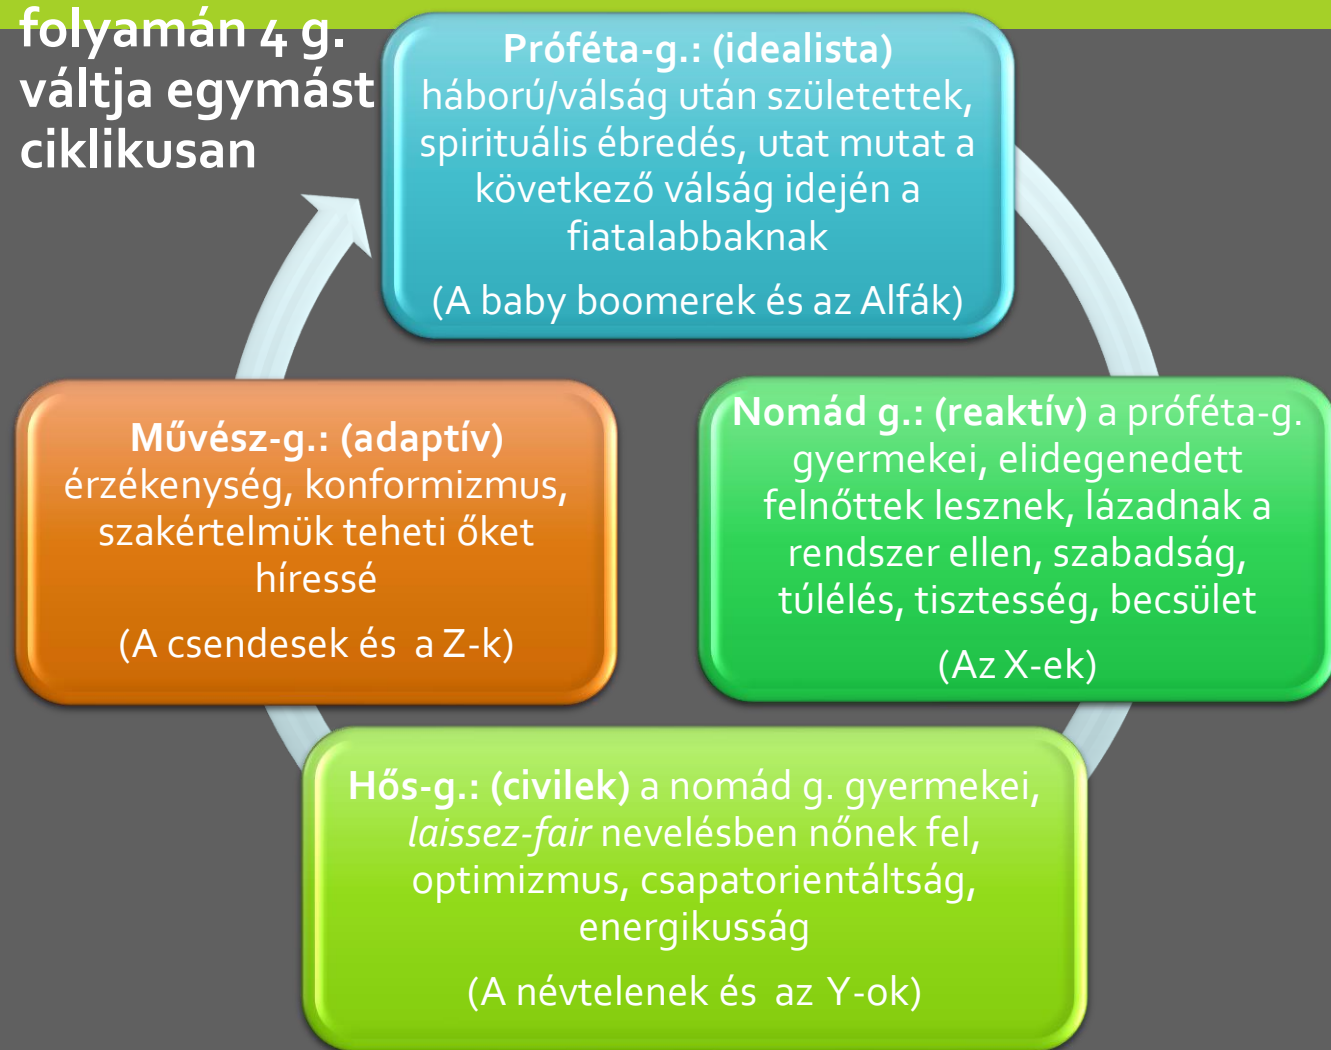 folyamán 4 g.
váltja egymást
ciklikusan
Próféta-g.: (idealista)
háború/válság után születettek,
spirituális ébredés, utat mutat a
következő válság idején a
fiatalabbaknak
(A baby boomerek és az Alfák)
Nomád g.: (reaktív) a próféta-g.
gyermekei, elidegenedett
felnőttek lesznek, lázadnak a
rendszer ellen, szabadság,
túlélés, tisztesség, becsület
(Az X-ek)
Hős-g.: (civilek) a nomád g. gyermekei,
laissez-fair nevelésben nőnek fel,
optimizmus, csapatorientáltság,
energikusság
(A névtelenek és az Y-ok)
Művész-g.: (adaptív)
érzékenység, konformizmus,
szakértelmük teheti őket
híressé
(A csendesek és a Z-k)